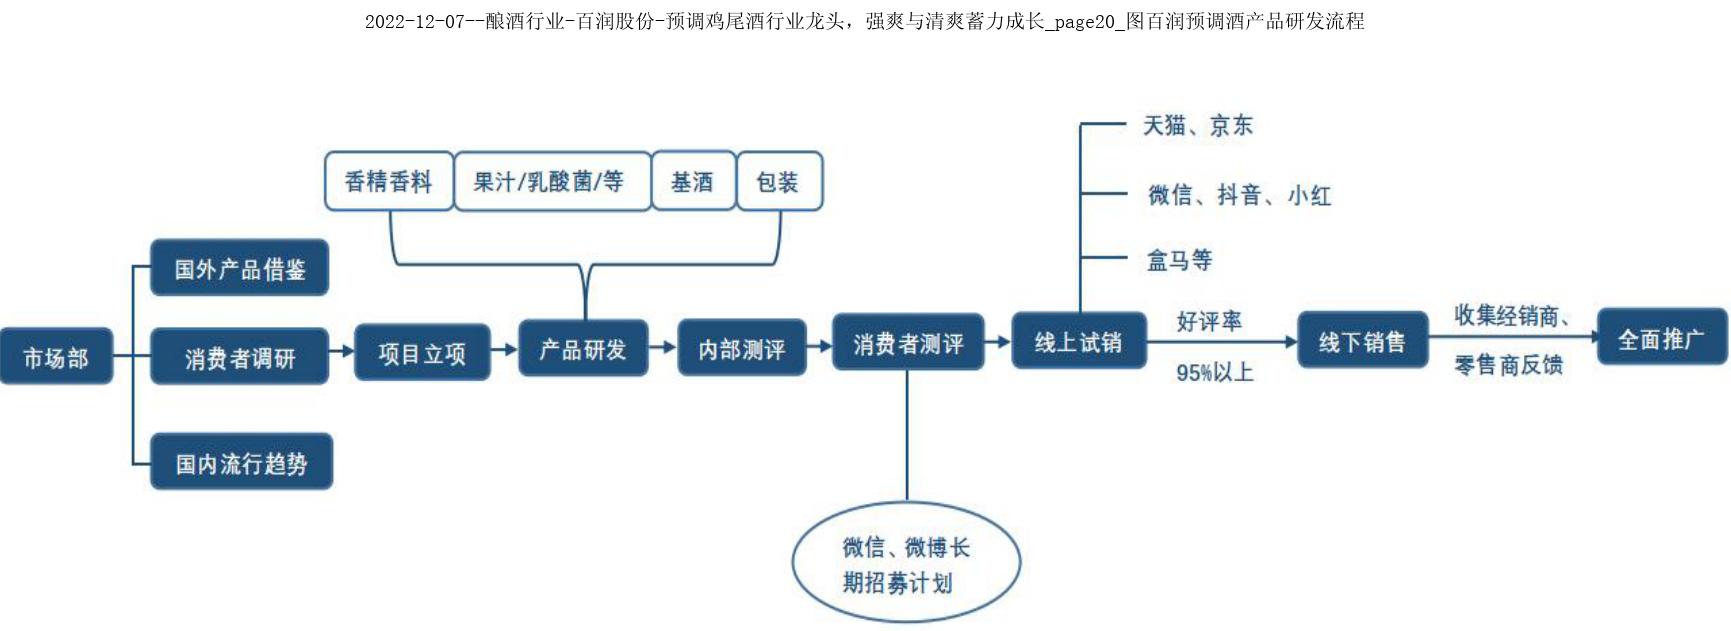 2022-12-07--酿酒行业-百润股份-预调鸡尾酒行业龙头，强爽与清爽蓄力成长_page20_图百润预调酒产品研发流程
天猫、京东
香精香料
果汁/乳酸菌/等
基酒
包装
微信、抖音、小红
国外产品借鉴
盒马等
市场部
消费者调研
项目立项
产品研发
内部测评
消费者测评
线上试销
好评率
95%以上
线下销售
收集经销商、
零售商反馈
全面推广
国内流行趋势
微信、微博长
期招募计划